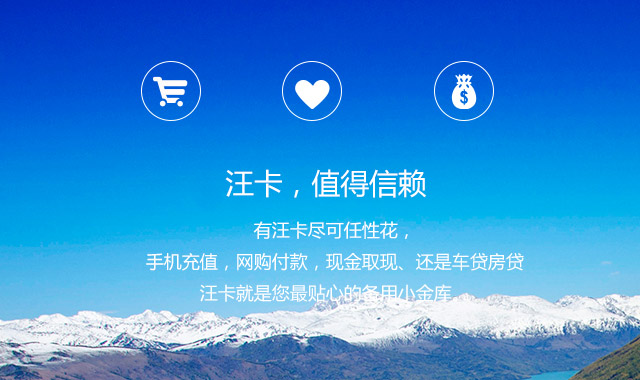 汪卡，值得信赖
有汪卡尽可任性花，
手机充值，网购付款，现金取现、还是车贷房贷
汪卡就是您最贴心的备用小金库。